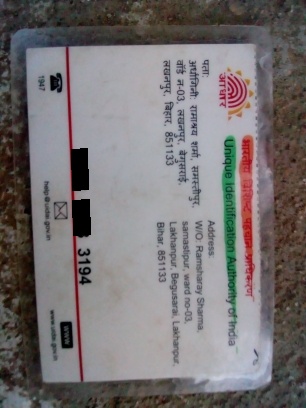 आधार
भारतीय विशिष्ट पहचान प्राधिकरण
Unique Identification Authority of India
पता:
अर्धांगिनी: रामाश्रय शर्मा, समस्तीपुर,
वॉर्ड न-03, लखनपुर, बेगुसराई,
लखनपुर, बिहार, 851133
Address:
W/O: Ramsharay Sharma,
samastipur, ward no-03,
Lakhanpur, Begusarai, Lakhanpur,
Bihar, 851133
3194
1947
help@uidai.gov.in
www
www.uidai.gov.in